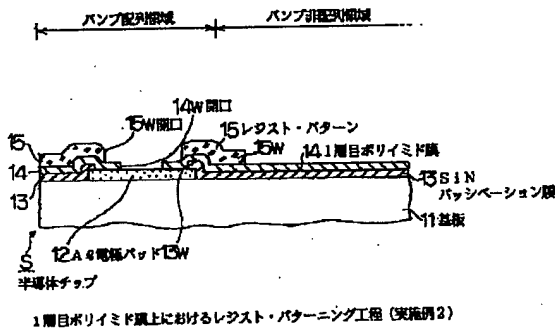 バンプ配列領域
バンプ非配列領域
14W開口
15W開口
15レジスト・パターン
15
15W
14 1層目ポリイミド膜
14
13SiN
パッシベーション膜
13
11基板
12Aℓ電極パッド
13W
S
半導体チップ
1層目ポリイミド膜上におけるレジスト・パターニング工程(実施例2)